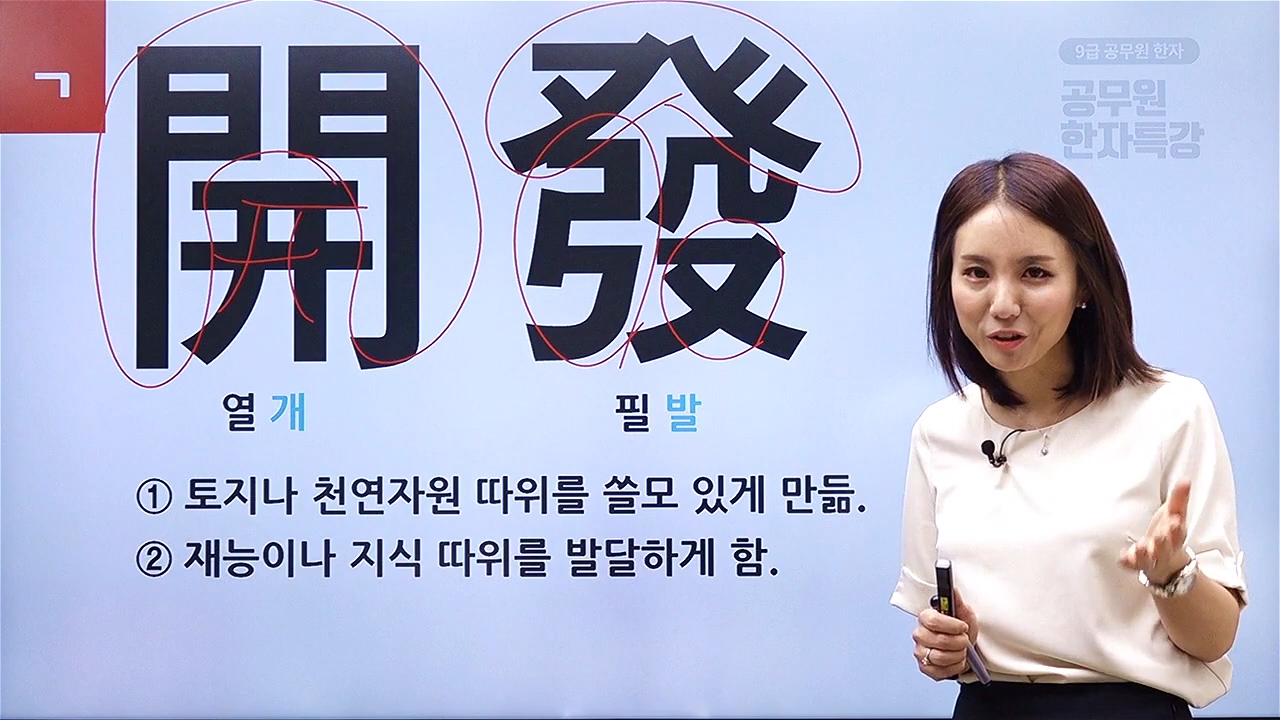 ㄱ
開發
9급 공무원 한자
공무원
한자특강
열 개
필 발
① 토지나 천연자원 따위를 쓸모 있게 만듦.
② 재능이나 지식 따위를 발달하게 함.